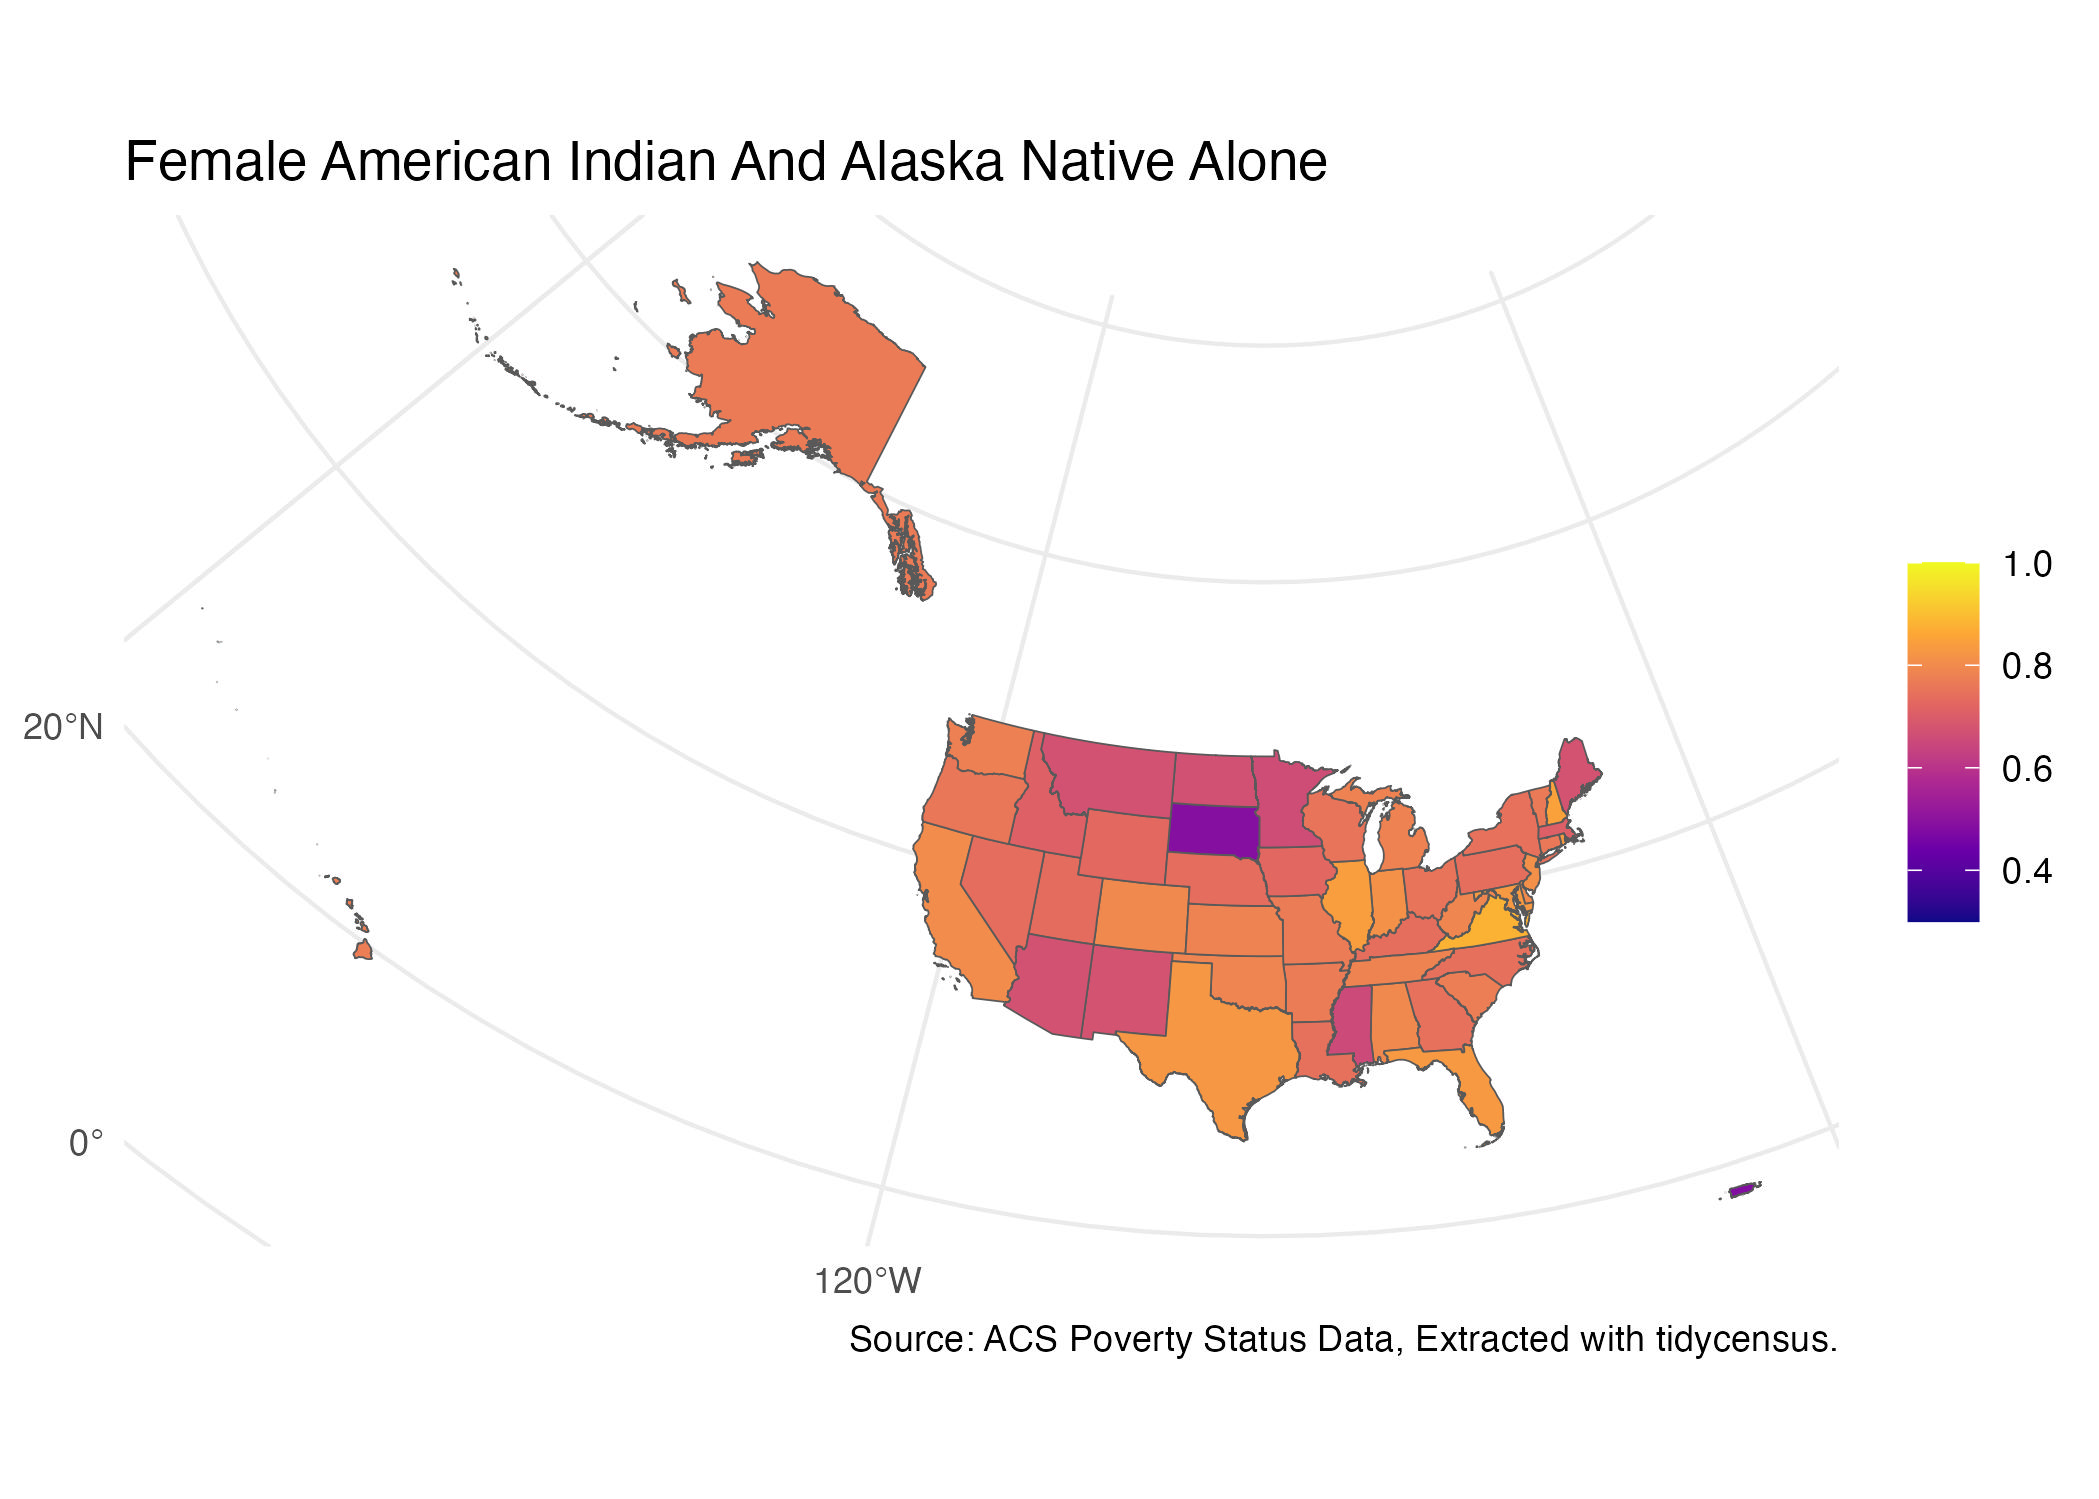 Female American Indian And Alaska Native Alone
1.0
0.8
0.6
0.4
20°N
0°
120°W
Source: ACS Poverty Status Data, Extracted with tidycensus.